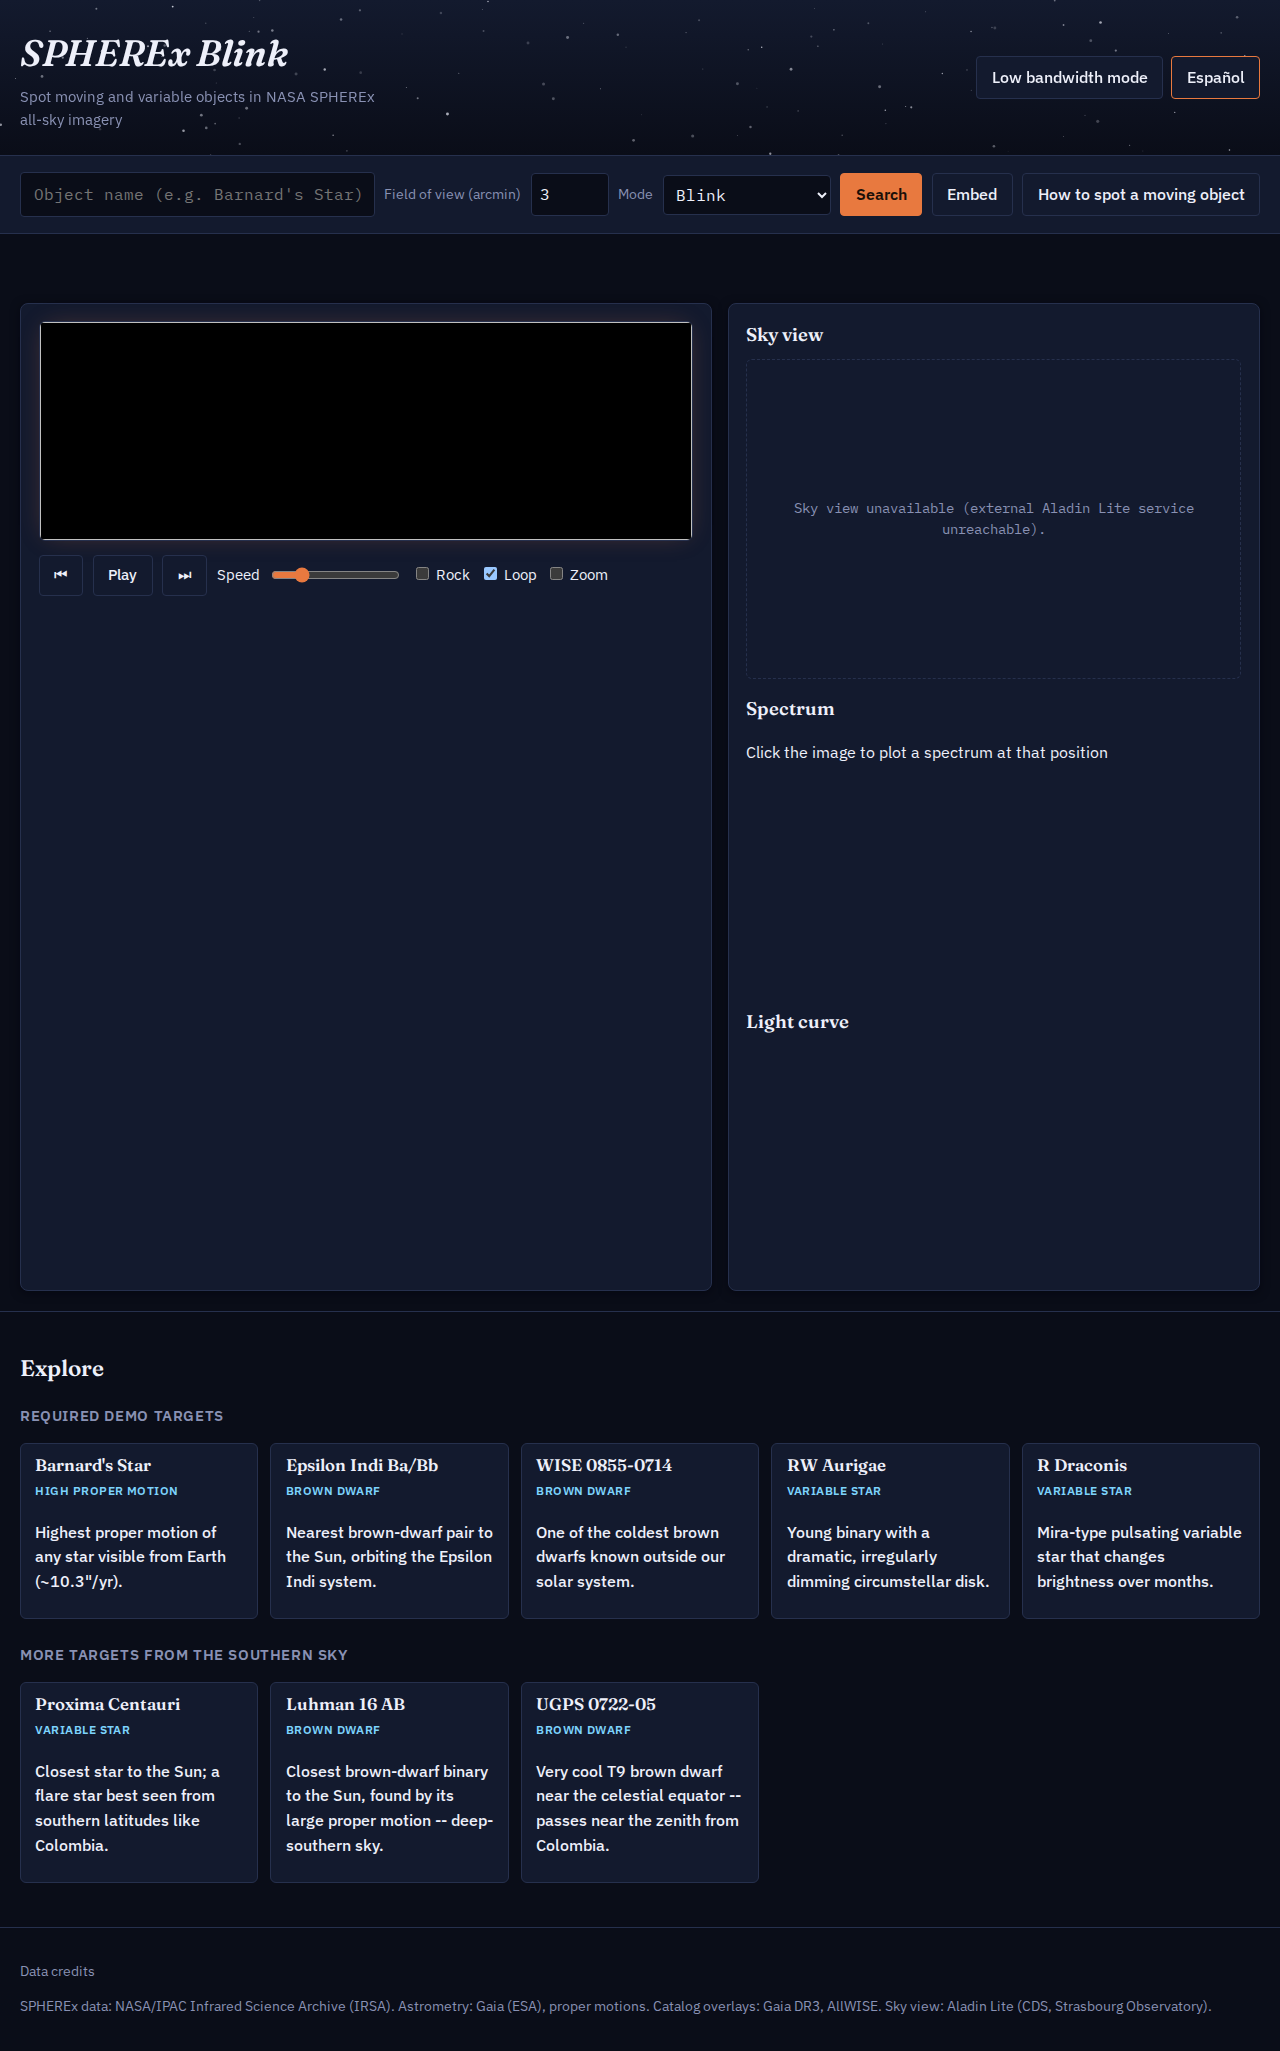 SPHEREx Blink
Spot moving and variable objects in NASA SPHEREx
all-sky imagery
Low bandwidth mode
Español
Object name (e.g. Barnard's Star)
Field of view (arcmin)
3
Mode
Blink
Search
Embed
How to spot a moving object
⏮
Play
⏭
Speed
Rock
Loop
Zoom
Sky view
Sky view unavailable (external Aladin Lite service
unreachable).
Spectrum
Click the image to plot a spectrum at that position
Light curve
Explore
REQUIRED DEMO TARGETS
Barnard's Star
HIGH PROPER MOTION
Highest proper motion of
any star visible from Earth
(~10.3"/yr).
Epsilon Indi Ba/Bb
BROWN DWARF
Nearest brown-dwarf pair to
the Sun, orbiting the Epsilon
Indi system.
WISE 0855-0714
BROWN DWARF
One of the coldest brown
dwarfs known outside our
solar system.
RW Aurigae
VARIABLE STAR
Young binary with a
dramatic, irregularly
dimming circumstellar disk.
R Draconis
VARIABLE STAR
Mira-type pulsating variable
star that changes
brightness over months.
MORE TARGETS FROM THE SOUTHERN SKY
Proxima Centauri
VARIABLE STAR
Closest star to the Sun; a
flare star best seen from
southern latitudes like
Colombia.
Luhman 16 AB
BROWN DWARF
Closest brown-dwarf binary
to the Sun, found by its
large proper motion -- deep-
southern sky.
UGPS 0722-05
BROWN DWARF
Very cool T9 brown dwarf
near the celestial equator --
passes near the zenith from
Colombia.
Data credits
SPHEREx data: NASA/IPAC Infrared Science Archive (IRSA). Astrometry: Gaia (ESA), proper motions. Catalog overlays: Gaia DR3, AllWISE. Sky view: Aladin Lite (CDS, Strasbourg Observatory).